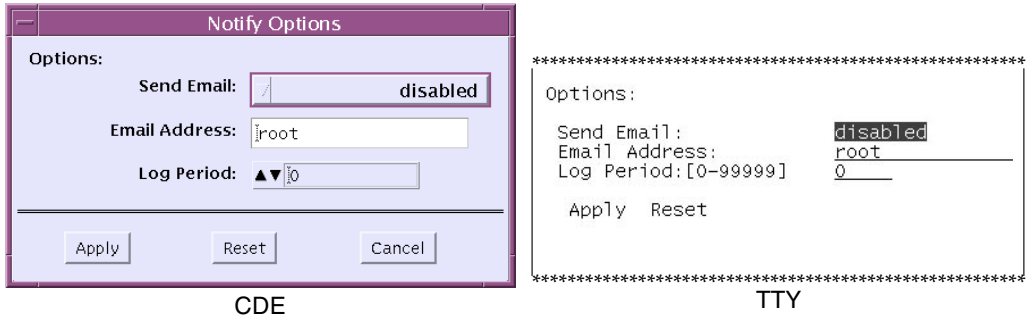 Notify Options
Options:
Send Email: disabled
Email Address: root
Log Period: 0
Apply Reset Cancel
CDE
******************************************************
Options:
Send Email: disabled
Email Address: root
Log Period:[0-99999] 0
Apply Reset
******************************************************
TTY